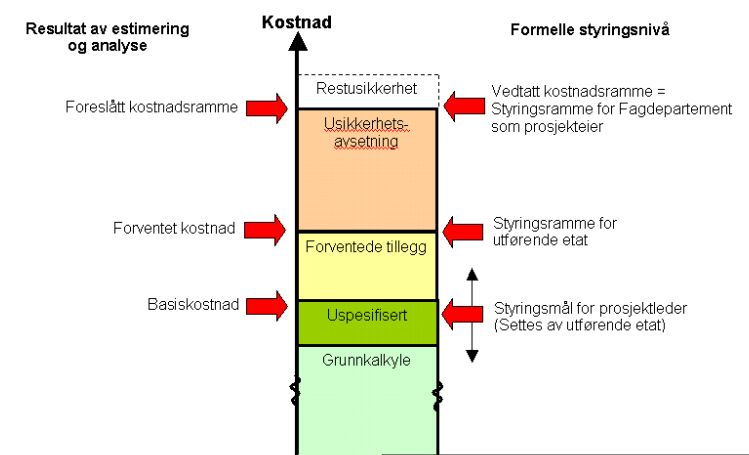 Resultat av estimering
og analyse
Kostnad
Formelle styringsnivå
Restusikkerhet
Foreslått kostnadsramme
Vedtatt kostnadsramme =
Styringsramme for Fagdepartement
som prosjekteier
Usikkerhets-
avsetning
Forventet kostnad
Styringsramme for
utførende etat
Forventede tillegg
Basiskostnad
Uspesifisert
Styringsmål for prosjektleder
(Settes av utførende etat)
Grunnkalkyle